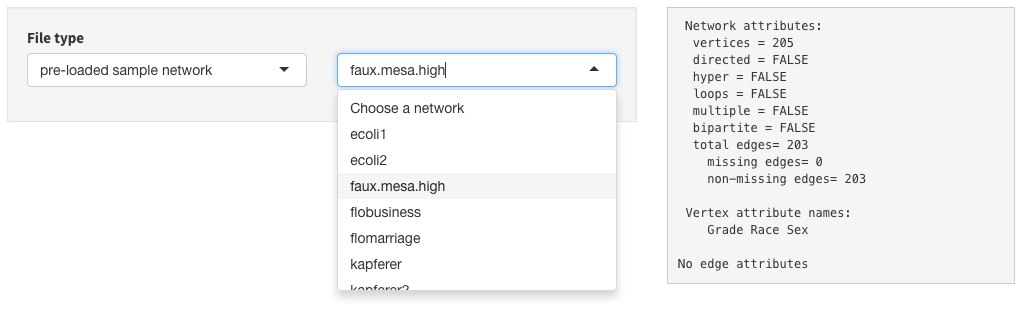 File type
pre-loaded sample network
faux.mesa.high
Choose a network
ecoli1
ecoli2
faux.mesa.high
flobusiness
flomarriage
kapferer
kapferer2
Network attributes:
vertices = 205
directed = FALSE
hyper = FALSE
loops = FALSE
multiple = FALSE
bipartite = FALSE
total edges= 203
missing edges= 0
non-missing edges= 203
Vertex attribute names:
Grade Race Sex
No edge attributes